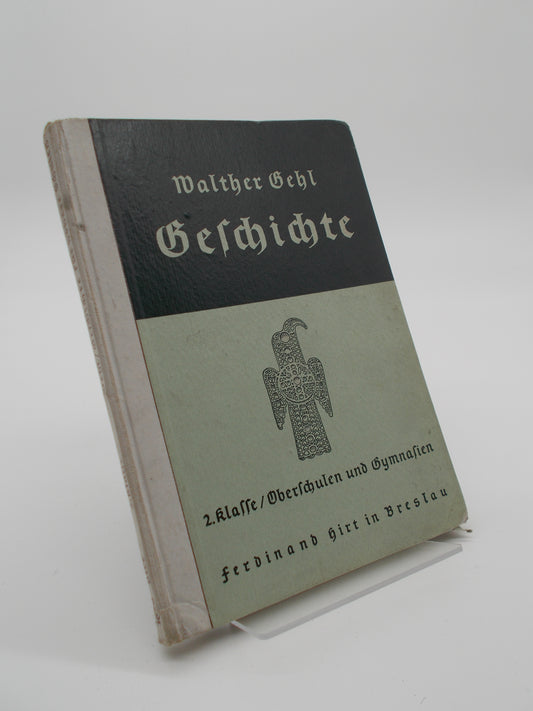 Walther Gehl
Geſchichte
2. Klaſſe / Oberſchulen und Gymnaſien
Ferdinand Hirt in Breslau